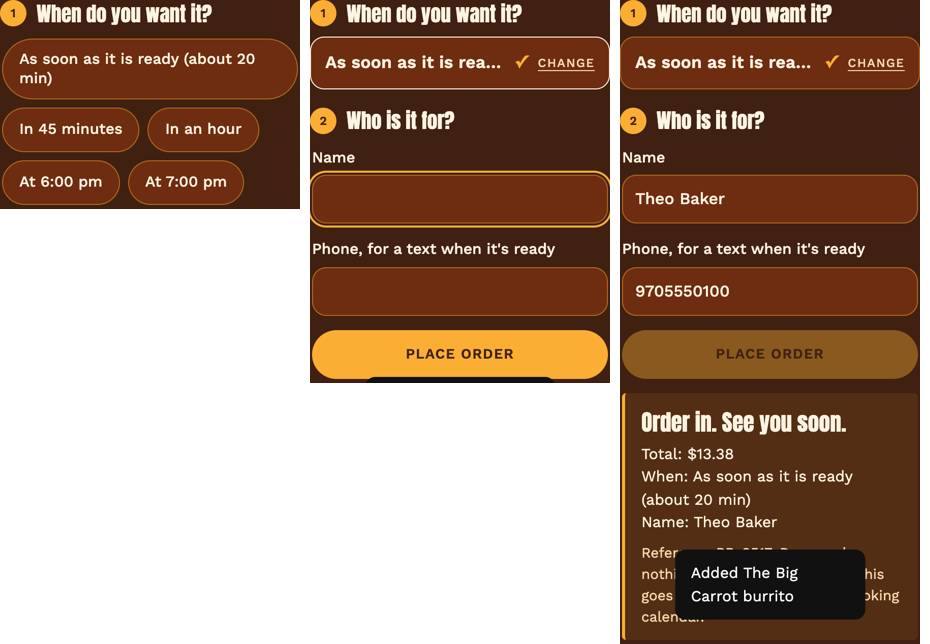 1 When do you want it?
As soon as it is ready (about 20
min)
In 45 minutes
In an hour
At 6:00 pm
At 7:00 pm
1 When do you want it?
As soon as it is rea... ✓ CHANGE
2 Who is it for?
Name
Phone, for a text when it's ready
PLACE ORDER
1 When do you want it?
As soon as it is rea... ✓ CHANGE
2 Who is it for?
Name
Theo Baker
Phone, for a text when it's ready
9705550100
PLACE ORDER
Order in. See you soon.
Total: $13.38
When: As soon as it is ready
(about 20 min)
Name: Theo Baker
goes
Added The Big
Carrot burrito